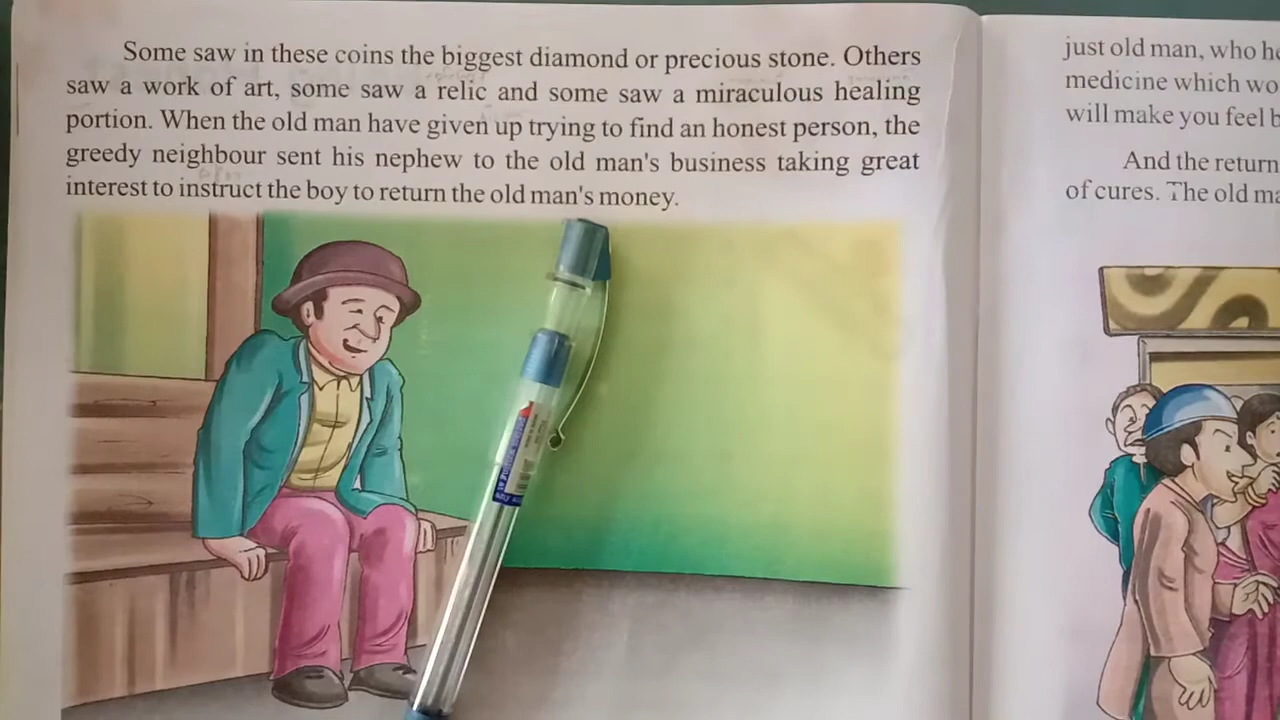 Some saw in these coins the biggest diamond or precious stone. Others
saw a work of art, some saw a relic and some saw a miraculous healing
portion. When the old man have given up trying to find an honest person, the
greedy neighbour sent his nephew to the old man's business taking great
interest to instruct the boy to return the old man's money.
just old man, who
medicine which
will make you feel
And the return
of cures. The old